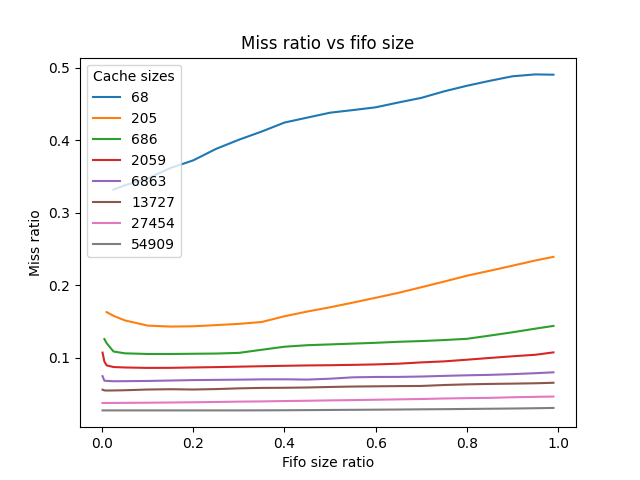 Miss ratio vs fifo size
Cache sizes
68
205
686
2059
6863
13727
27454
54909
Miss ratio
0.5
0.4
0.3
0.2
0.1
0.0 0.2 0.4 0.6 0.8 1.0
Fifo size ratio